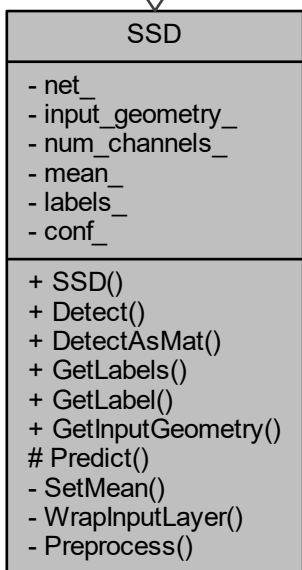 SSD
- net_
- input_geometry_
- num_channels_
- mean_
- labels_
- conf_
+ SSD()
+ Detect()
+ DetectAsMat()
+ GetLabels()
+ GetLabel()
+ GetInputGeometry()
# Predict()
- SetMean()
- WrapInputLayer()
- Preprocess()